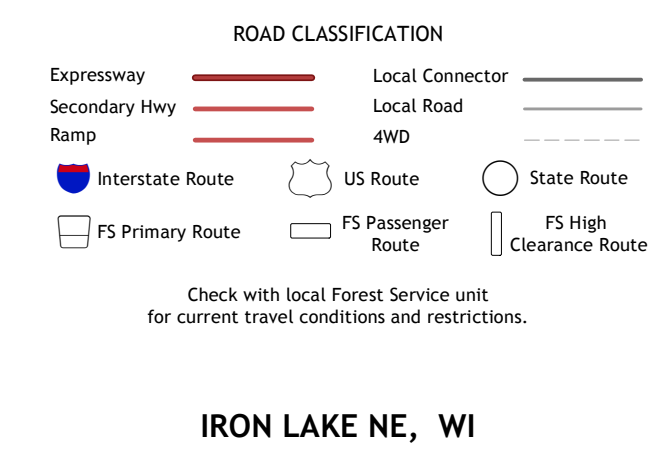 ROAD CLASSIFICATION
Expressway
Local Connector
Secondary Hwy
Local Road
Ramp
4WD
Interstate Route
US Route
State Route
FS Primary Route
FS Passenger
Route
FS High
Clearance Route
Check with local Forest Service unit
for current travel conditions and restrictions.
IRON LAKE NE, WI